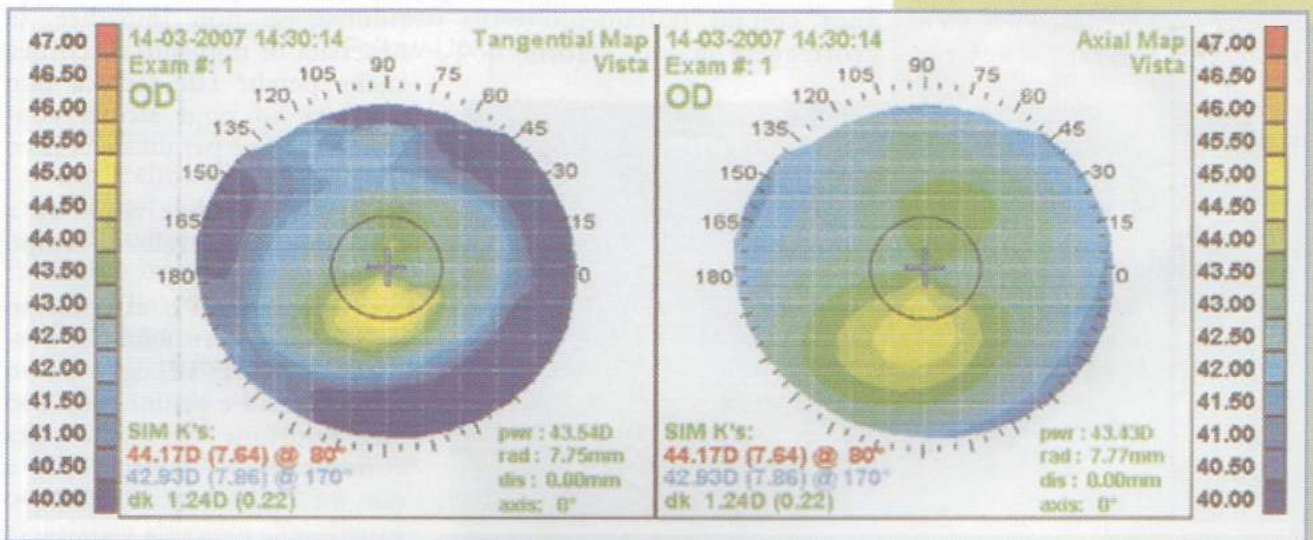 47.00
46.50
46.00
45.50
45.00
44.50
44.00
43.50
43.00
42.50
42.00
41.50
41.00
40.50
40.00
14-03-2007 14:30:14 Tangential Map
Exam #: 1 Vista
OD
90
105 75
120 60
135 45
150 30
165 15
180 0
SIM K's:
44.17D (7.64) @ 80°
42.93D (7.86) @ 170°
dk 1.24D (0.22)
pwr : 43.54D
rad : 7.75mm
dis : 0.00mm
axis: 0°
14-03-2007 14:30:14 Axial Map
Exam #: 1 Vista
OD
90
105 75
120 60
135 45
150 30
165 15
180 0
SIM K's:
44.17D (7.64) @ 80°
42.93D (7.86) @ 170°
dk 1.24D (0.22)
pwr : 43.43D
rad : 7.77mm
dis : 0.00mm
axis: 0°
47.00
46.50
46.00
45.50
45.00
44.50
44.00
43.50
43.00
42.50
42.00
41.50
41.00
40.50
40.00